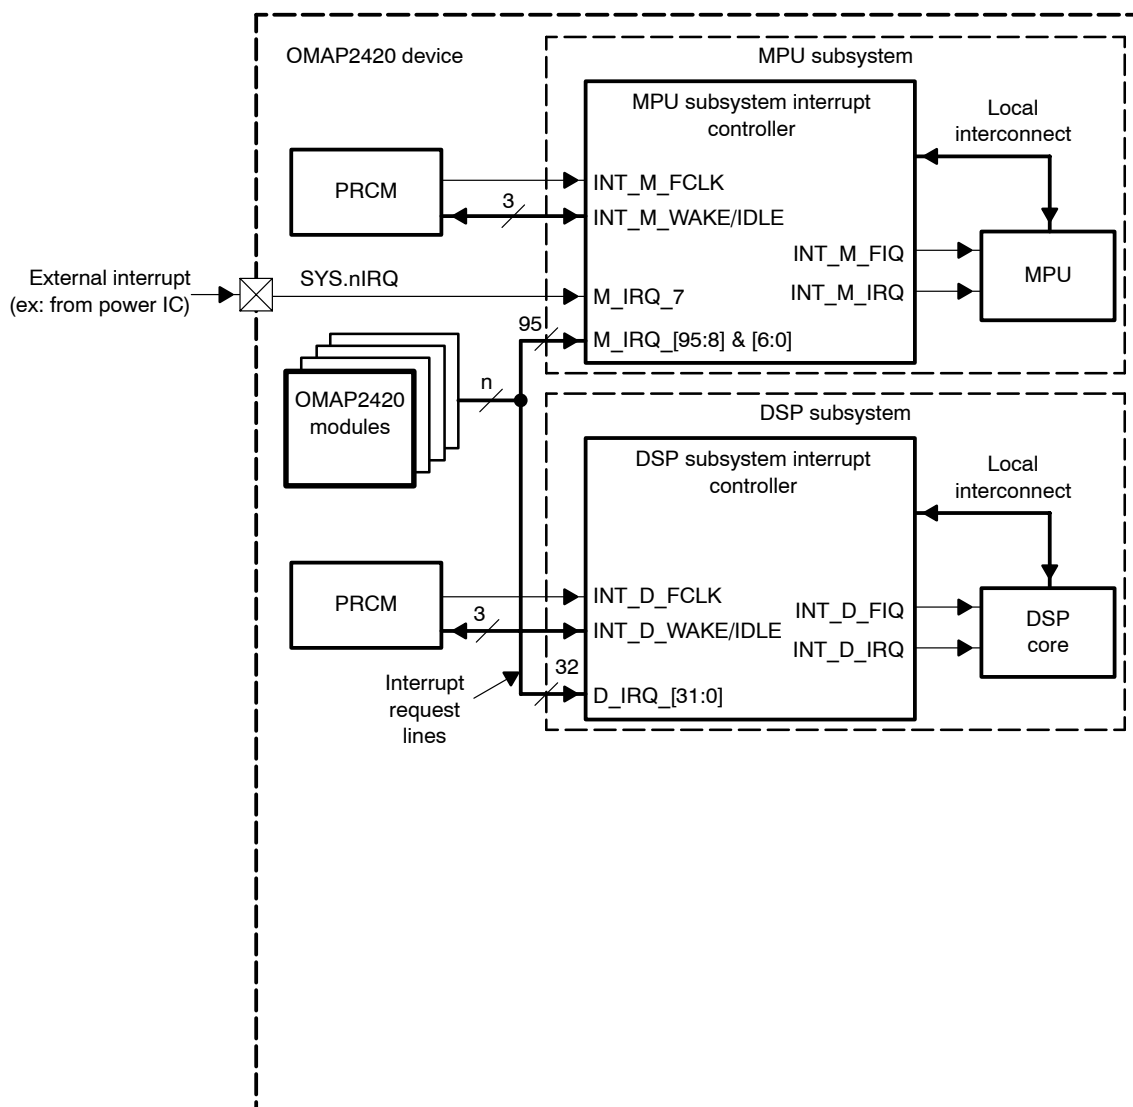 OMAP2420 device
MPU subsystem
MPU subsystem interrupt
controller
Local
interconnect
PRCM
INT_M_FCLK
3
INT_M_WAKE/IDLE
INT_M_FIQ
MPU
INT_M_IRQ
External interrupt
(ex: from power IC)
SYS.nIRQ
M_IRQ_7
95
M_IRQ_[95:8] & [6:0]
n
OMAP2420
modules
DSP subsystem
DSP subsystem interrupt
controller
Local
interconnect
PRCM
INT_D_FCLK
3
INT_D_WAKE/IDLE
INT_D_FIQ
DSP
core
INT_D_IRQ
Interrupt
request
lines
32
D_IRQ_[31:0]